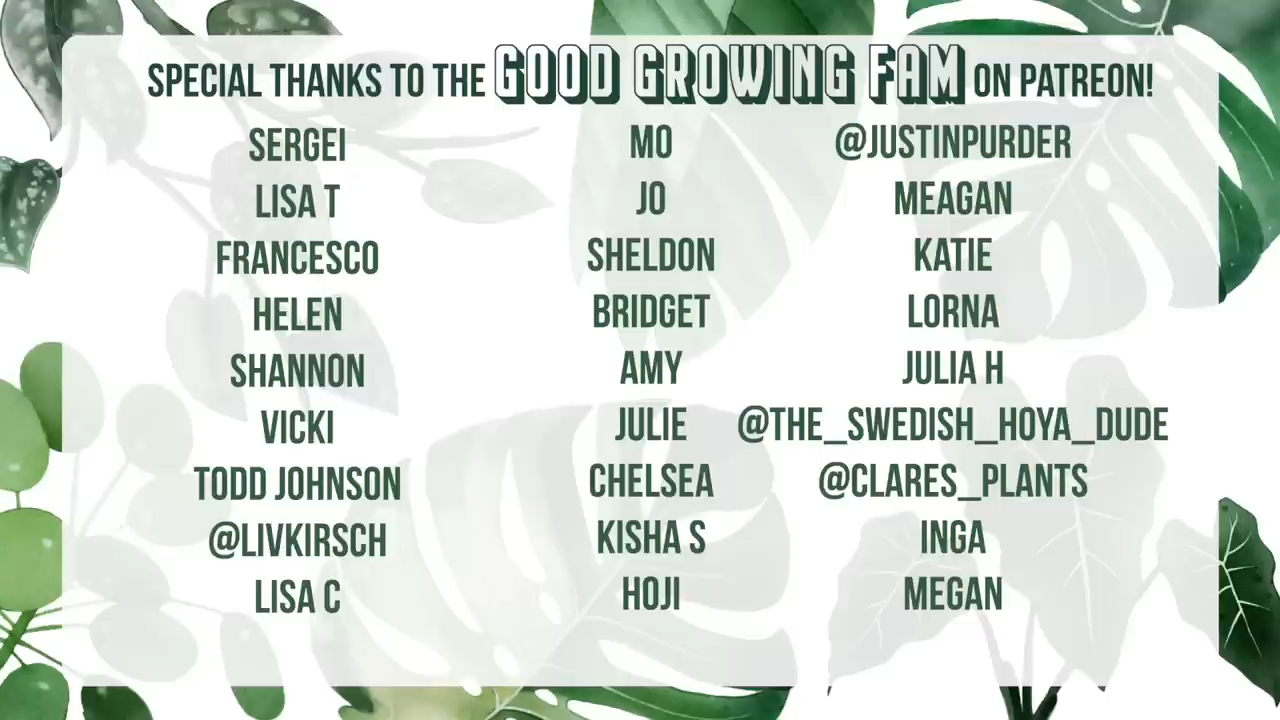 SPECIAL THANKS TO THE GOOD GROWING FAM ON PATREON!
SERGEI
LISA T
FRANCESCO
HELEN
SHANNON
VICKI
TODD JOHNSON
@LIVKIRSCH
LISA C
MO
JO
SHELDON
BRIDGET
AMY
JULIE
CHELSEA
KISHA S
HOJI
@JUSTINPURDER
MEAGAN
KATIE
LORNA
JULIA H
@THE_SWEDISH_HOYA_DUDE
@CLARES_PLANTS
INGA
MEGAN